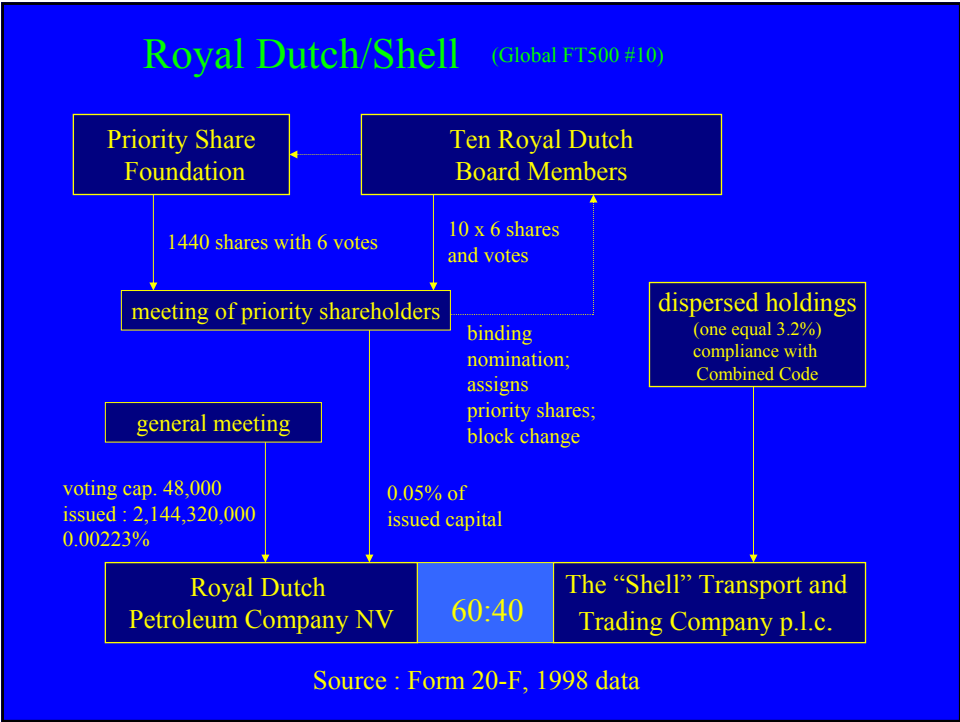 Royal Dutch/Shell (Global FT500 #10)
Priority Share
Foundation
Ten Royal Dutch
Board Members
1440 shares with 6 votes
10 x 6 shares
and votes
meeting of priority shareholders
binding
nomination;
assigns
priority shares;
block change
dispersed holdings
(one equal 3.2%)
compliance with
Combined Code
general meeting
voting cap. 48,000
issued : 2,144,320,000
0.00223%
0.05% of
issued capital
Royal Dutch
Petroleum Company NV
60:40
The “Shell” Transport and
Trading Company p.l.c.
Source : Form 20-F, 1998 data